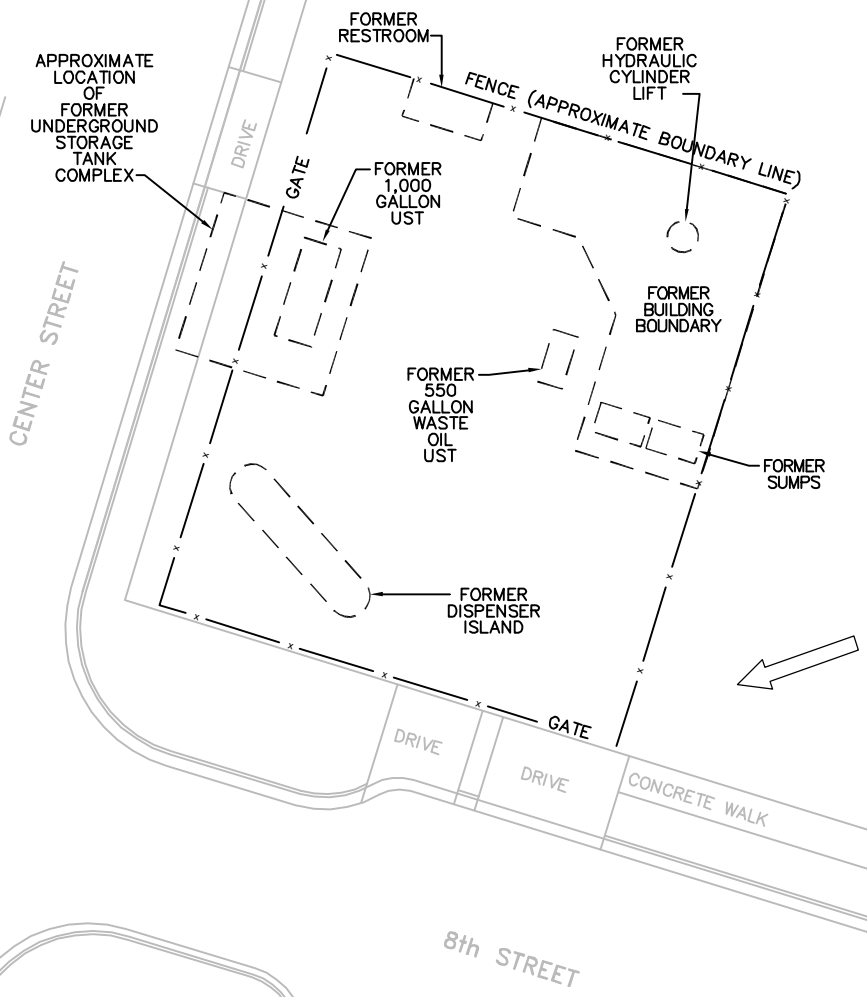 FORMER
RESTROOM
FORMER
HYDRAULIC
CYLINDER
LIFT
APPROXIMATE
LOCATION
OF
FORMER
UNDERGROUND
STORAGE
TANK
COMPLEX
FENCE (APPROXIMATE BOUNDARY LINE)
DRIVE
GATE
FORMER
1,000
GALLON
UST
FORMER
BUILDING
BOUNDARY
CENTER STREET
FORMER
550
GALLON
WASTE
OIL
UST
FORMER
SUMPS
FORMER
DISPENSER
ISLAND
GATE
DRIVE
DRIVE
CONCRETE WALK
8th STREET